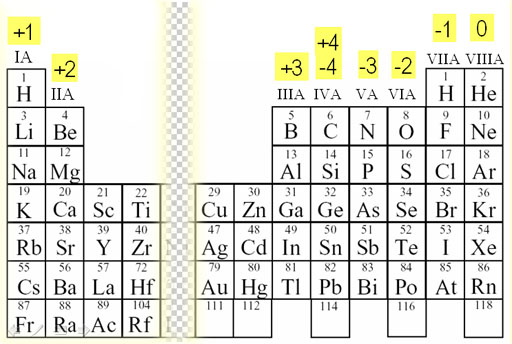 +1 -1 0
+4
IA +2 +3 -4 -3 -2 VIIA VIIIA
1 IIA IIIA IVA VA VIA 1 2
H H He
3 4 5 6 7 8 9 10
Li Be B C N O F Ne
11 12 13 14 15 16 17 18
Na Mg Al Si P S Cl Ar
19 20 21 22 29 30 31 32 33 34 35 36
K Ca Sc Ti Cu Zn Ga Ge As Se Br Kr
37 38 39 40 47 48 49 50 51 52 53 54
Rb Sr Y Zr Ag Cd In Sn Sb Te I Xe
55 56 57 72 79 80 81 82 83 84 85 86
Cs Ba La Hf Au Hg Tl Pb Bi Po At Rn
87 88 89 104 111 112 114 116 118
Fr Ra Ac Rf